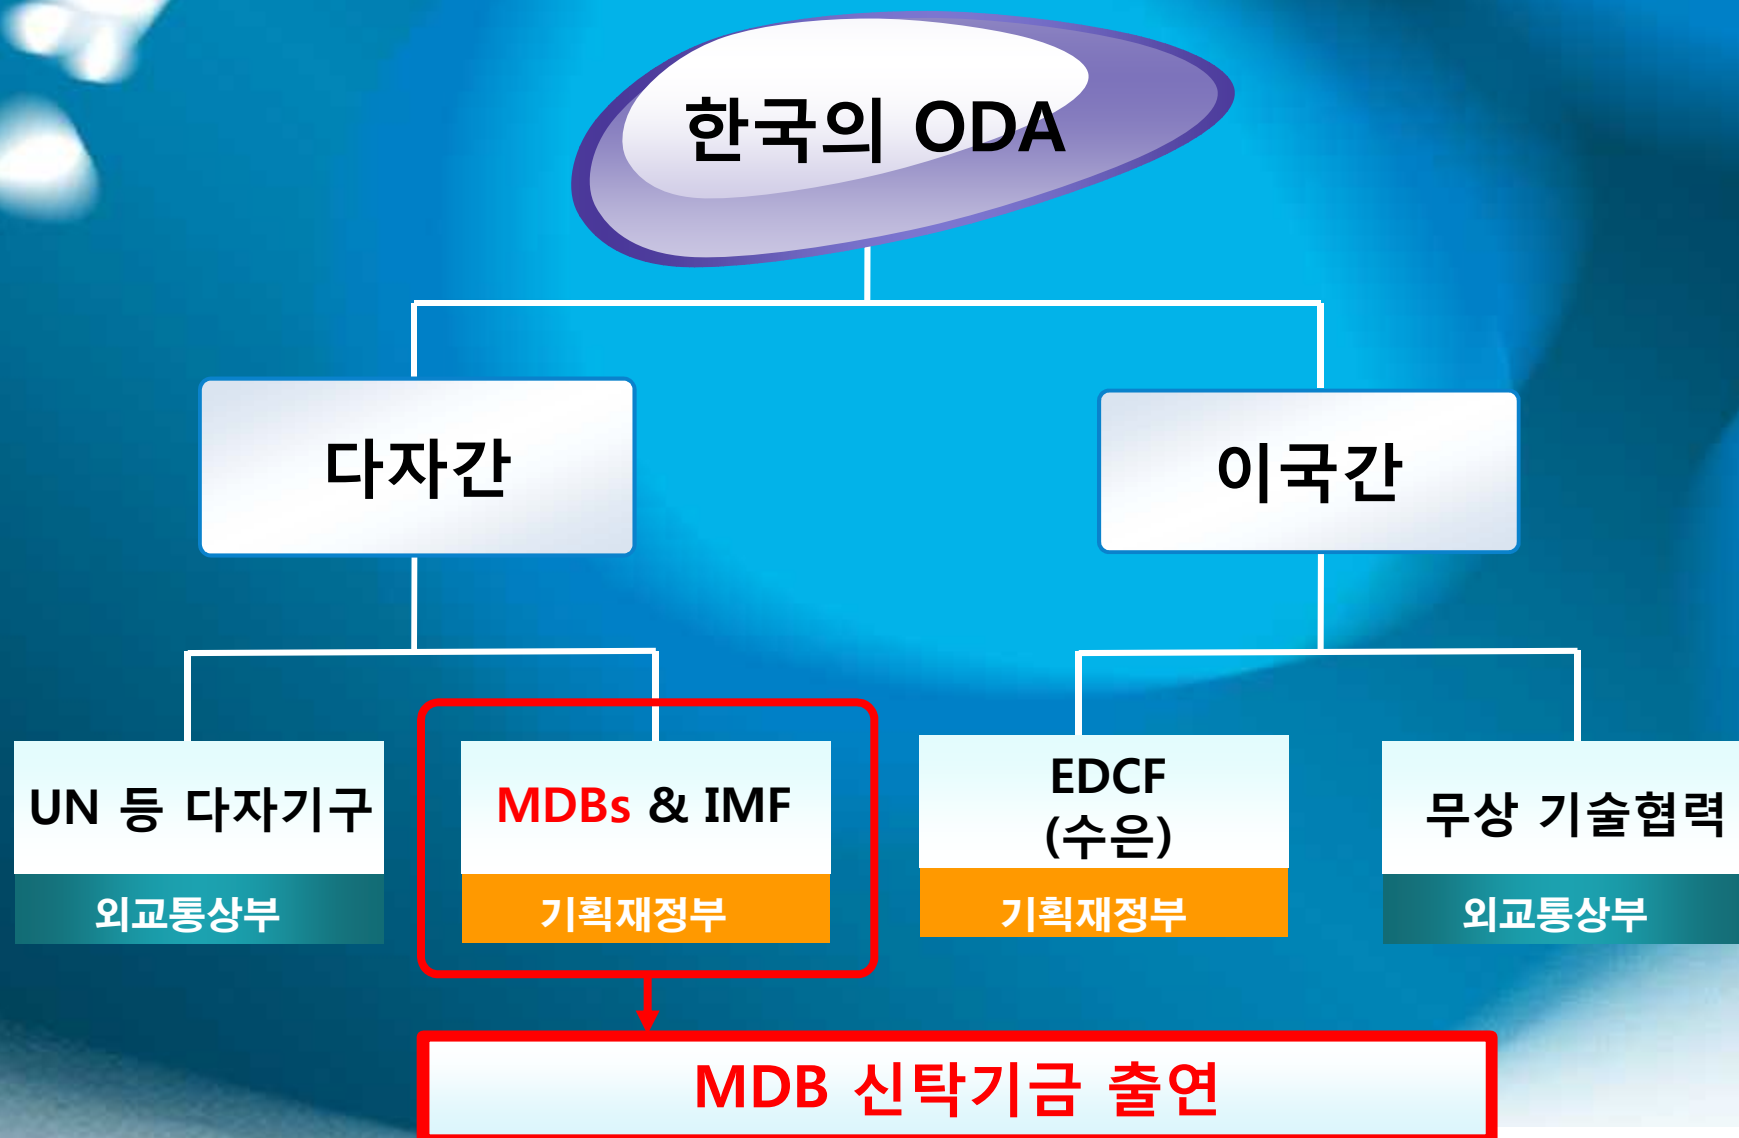 한국의 ODA
다자간
이국간
UN 등 다자기구
외교통상부
MDBs & IMF
기획재정부
EDCF
(수은)
기획재정부
무상 기술협력
외교통상부
MDB 신탁기금 출연